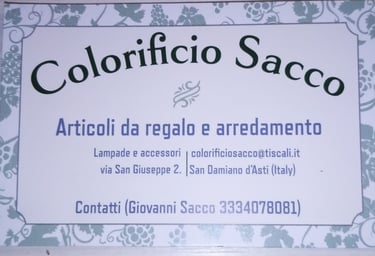 Colorificio Sacco
Articoli da regalo e arredamento
Lampade e accessori | colorificiosacco@tiscali.it
via San Giuseppe 2. | San Damiano d'Asti (Italy)
Contatti (Giovanni Sacco 3334078081)